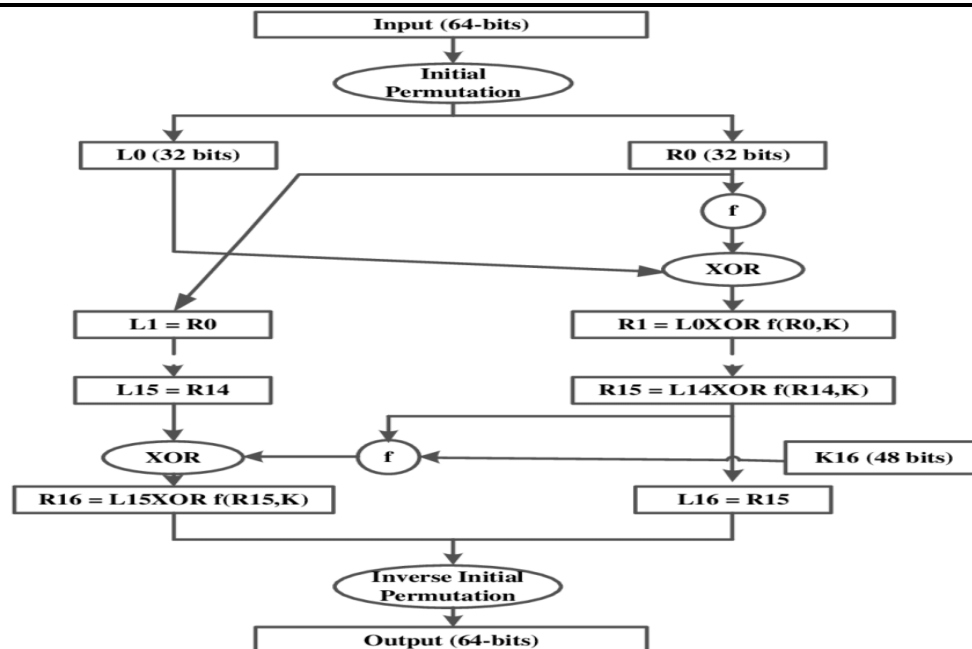 Input (64-bits)
Initial
Permutation
L0 (32 bits)
R0 (32 bits)
f
XOR
L1 = R0
R1 = L0XOR f(R0,K)
L15 = R14
R15 = L14XOR f(R14,K)
XOR
f
K16 (48 bits)
R16 = L15XOR f(R15,K)
L16 = R15
Inverse Initial
Permutation
Output (64-bits)